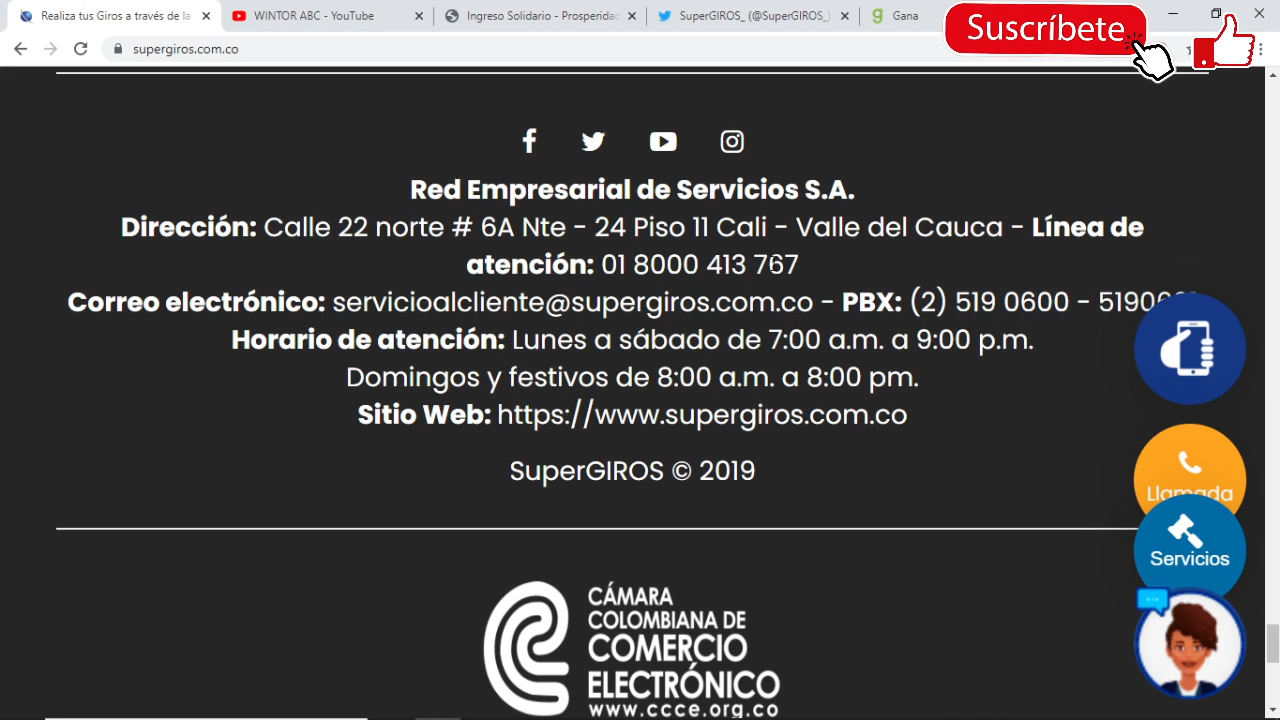 Realiza tus Giros a través de la
WINTOR ABC - YouTube
Ingreso Solidario - Prosperidad
SuperGIROS_ (@SuperGIROS_)
Gana
Suscríbete
supergiros.com.co
Red Empresarial de Servicios S.A.
Dirección: Calle 22 norte # 6A Nte - 24 Piso 11 Cali - Valle del Cauca - Línea de
atención: 01 8000 413 767
Correo electrónico: servicioalcliente@supergiros.com.co - PBX: (2) 519 0600 -
Horario de atención: Lunes a sábado de 7:00 a.m. a 9:00 p.m.
Domingos y festivos de 8:00 a.m. a 8:00 pm.
Sitio Web: https://www.supergiros.com.co
SuperGIROS © 2019
Llamada
Servicios
CÁMARA
COLOMBIANA DE
COMERCIO
ELECTRÓNICO
www.ccce.org.co